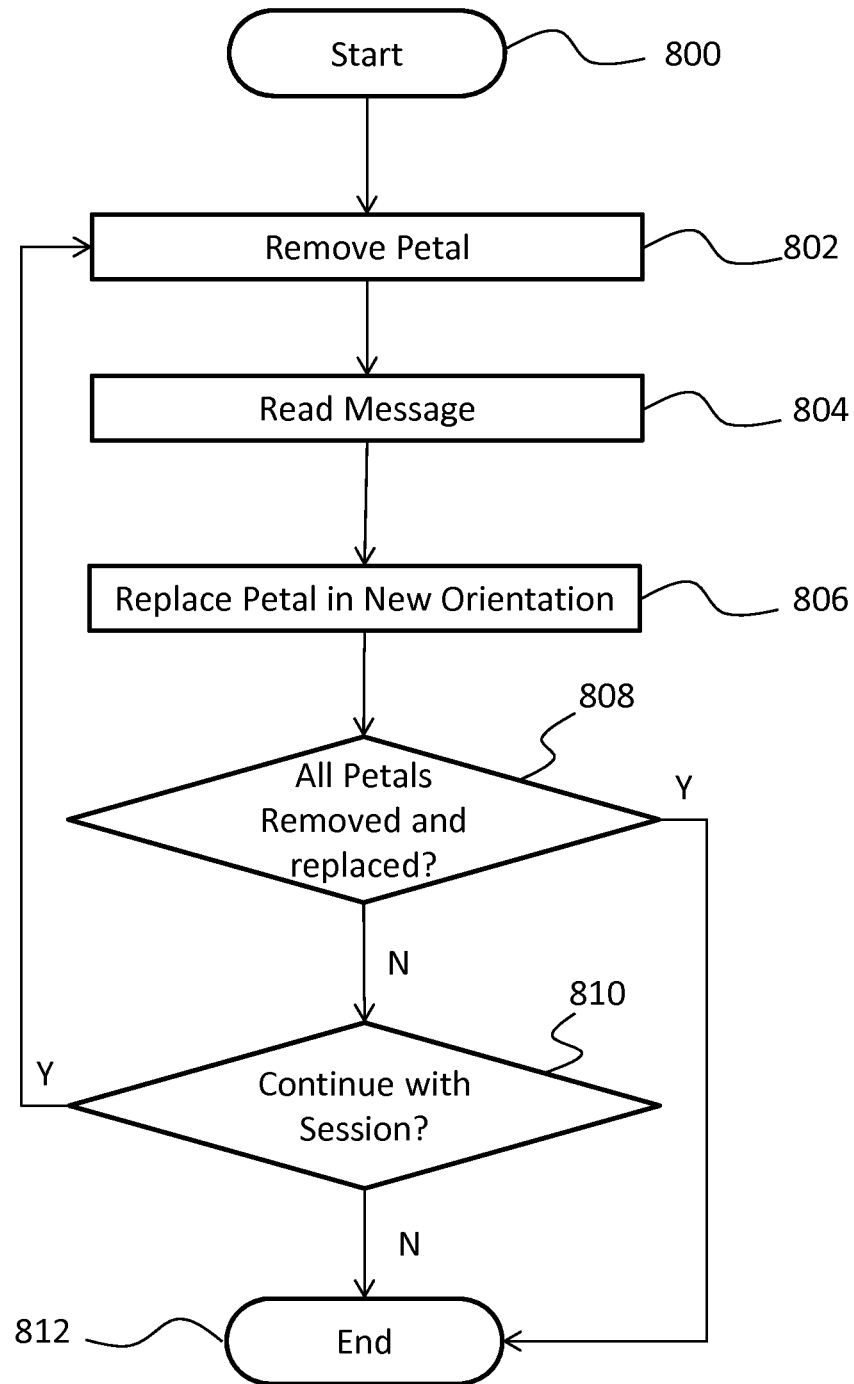 Start
800
Remove Petal
802
Read Message
804
Replace Petal in New Orientation
806
808
All Petals
Removed and
replaced?
Y
N
810
Y
Continue with
Session?
N
812
End